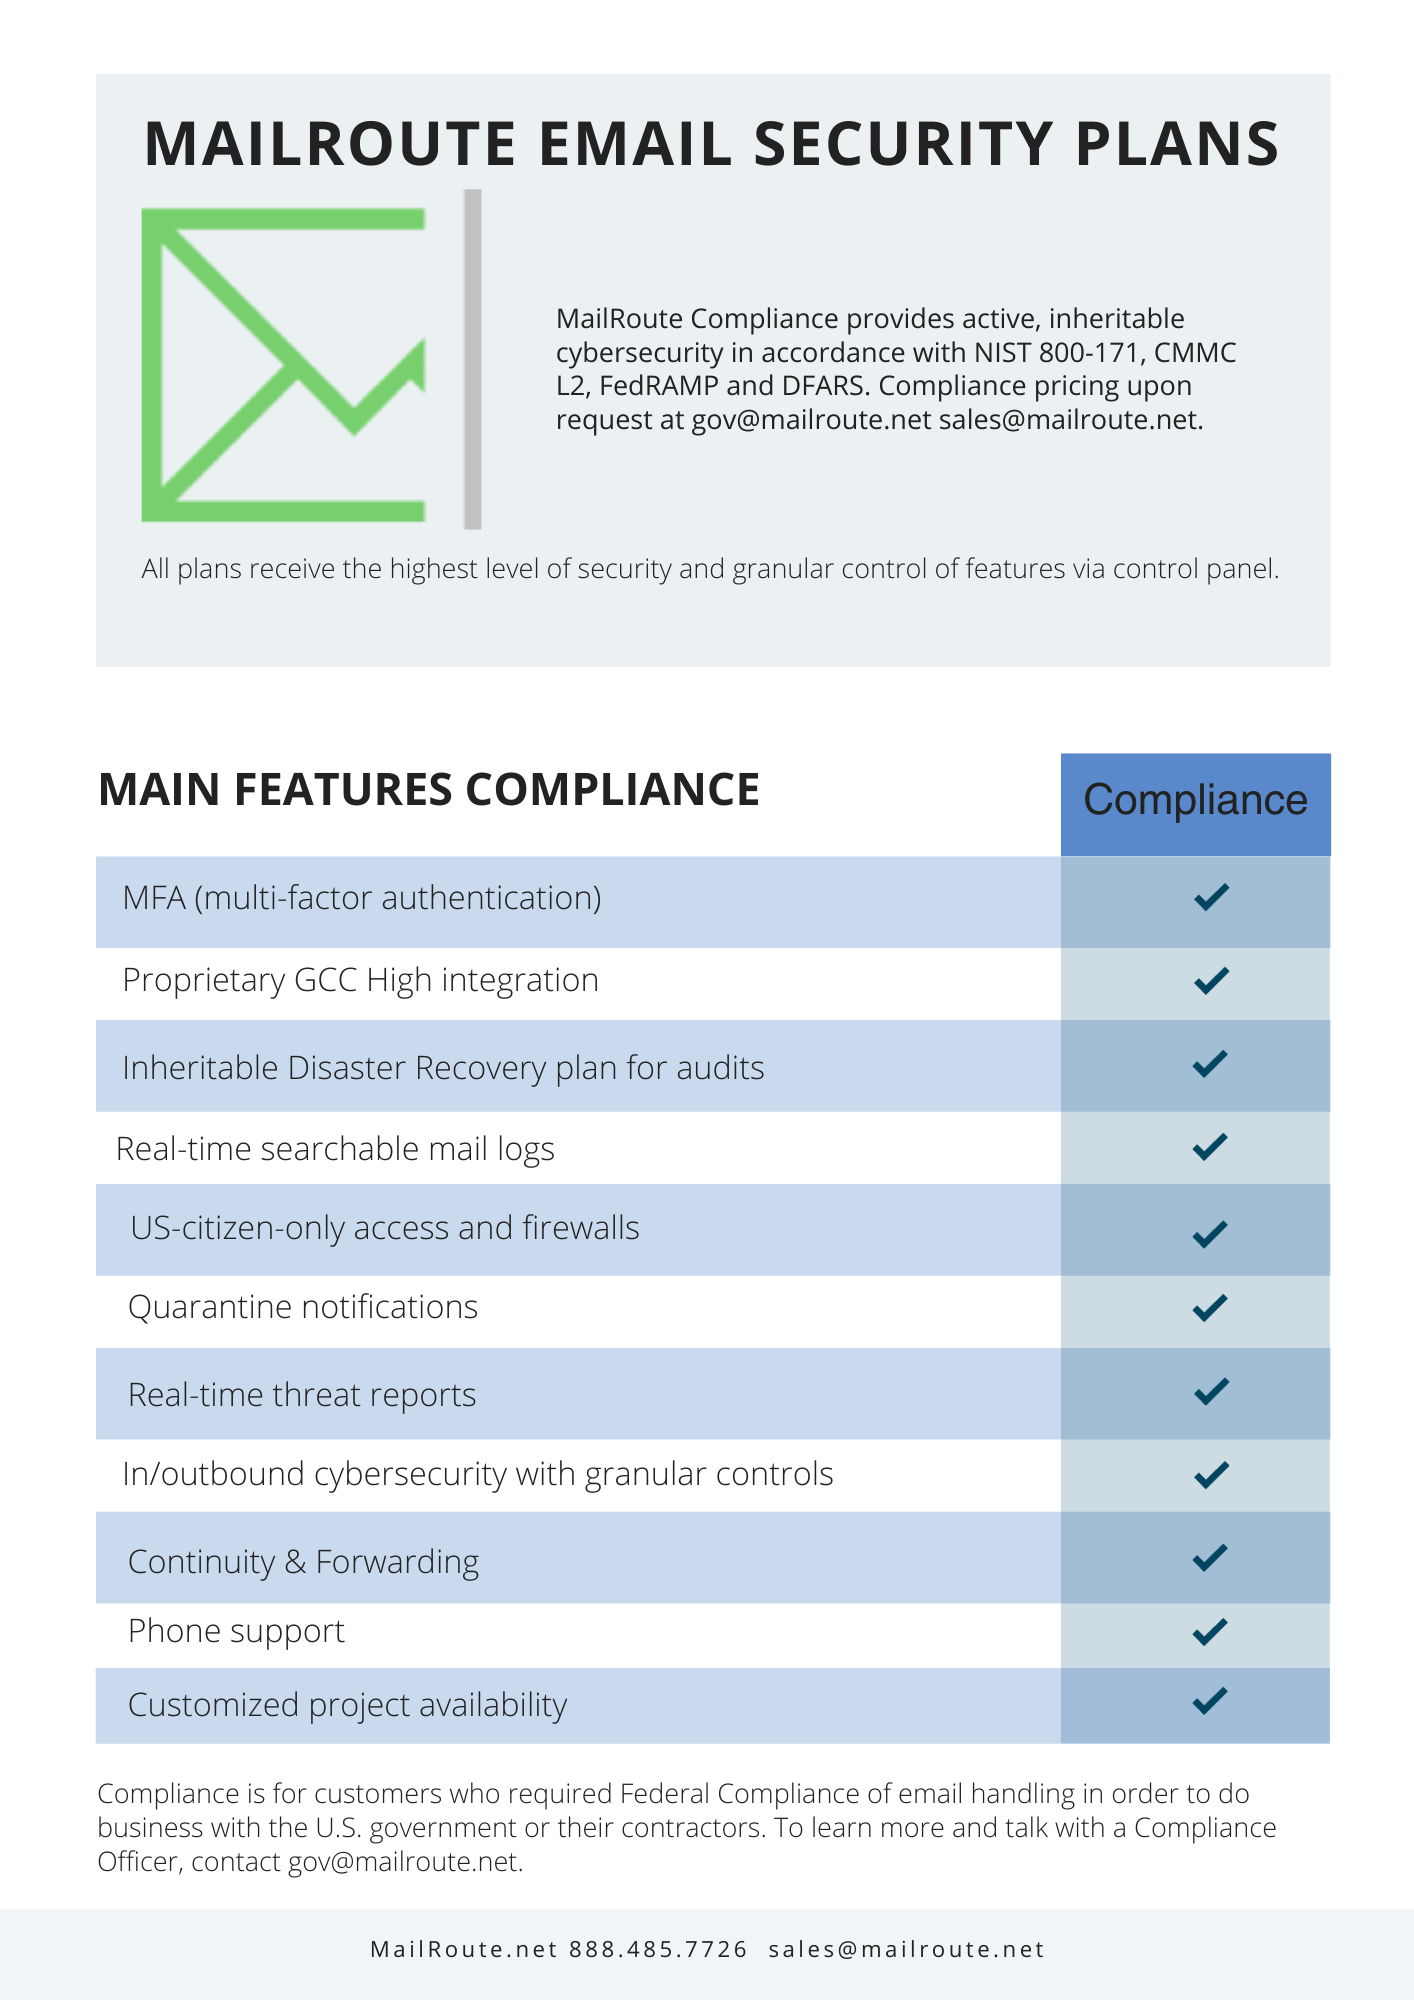 MAILROUTE EMAIL SECURITY PLANS
MailRoute Compliance provides active, inheritable
cybersecurity in accordance with NIST 800-171, CMMC
L2, FedRAMP and DFARS. Compliance pricing upon
request at gov@mailroute.net sales@mailroute.net.
All plans receive the highest level of security and granular control of features via control panel.
MAIN FEATURES COMPLIANCE
Compliance
MFA (multi-factor authentication)
Proprietary GCC High integration
Inheritable Disaster Recovery plan for audits
Real-time searchable mail logs
US-citizen-only access and firewalls
Quarantine notifications
Real-time threat reports
In/outbound cybersecurity with granular controls
Continuity & Forwarding
Phone support
Customized project availability
Compliance is for customers who required Federal Compliance of email handling in order to do
business with the U.S. government or their contractors. To learn more and talk with a Compliance
Officer, contact gov@mailroute.net.
MailRoute.net 888.485.7726 sales@mailroute.net